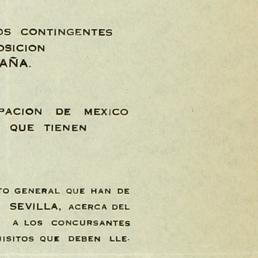 OS CONTINGENTES
OSICION
AÑA.
PACION DE MEXICO
QUE TIENEN
TO GENERAL QUE HAN DE
SEVILLA, ACERCA DEL
A LOS CONCURSANTES
UISITOS QUE DEBEN LLE-